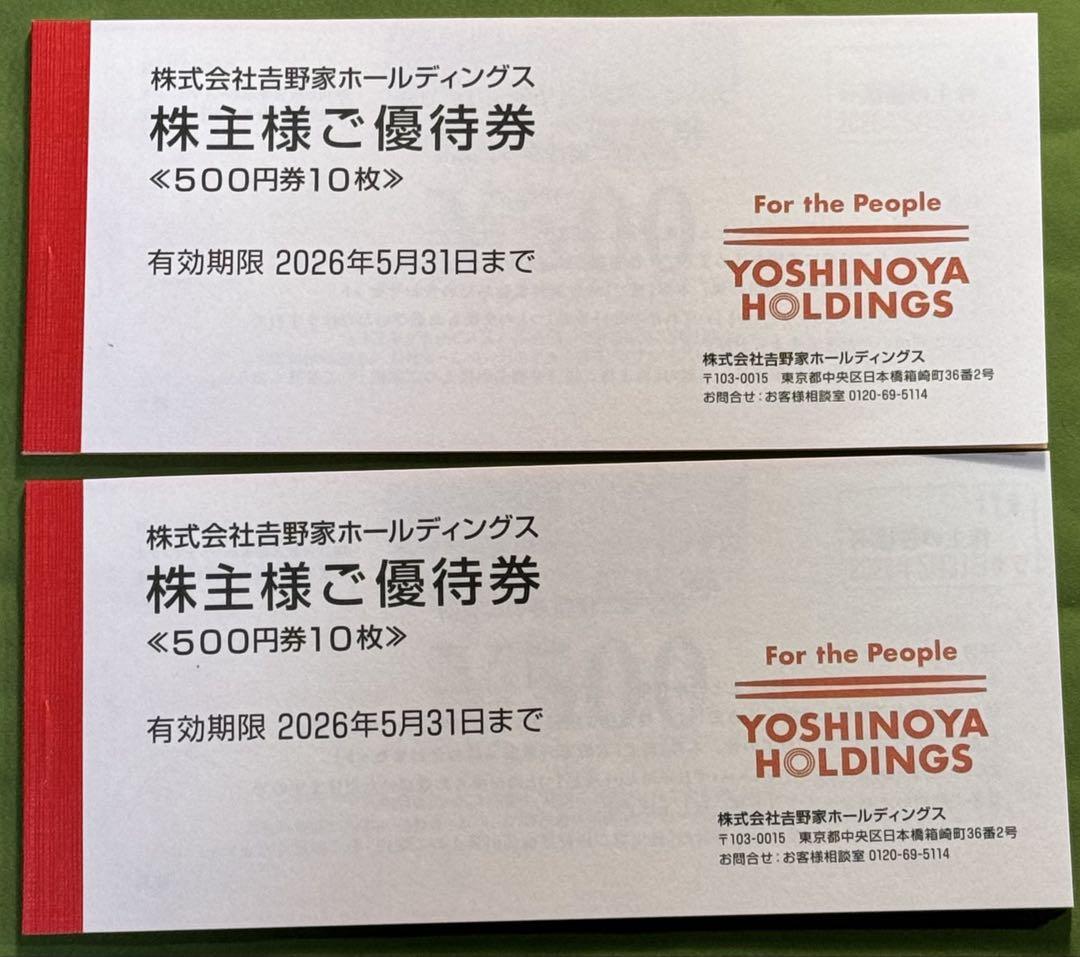 株式会社𠮷野家ホールディングス
株主様ご優待券
≪500円券10枚≫
有効期限 2026年5月31日まで
For the People
YOSHINOYA
HOLDINGS
株式会社𠮷野家ホールディングス
〒103-0015 東京都中央区日本橋箱崎町36番2号
お問合せ:お客様相談室 0120-69-5114
株式会社𠮷野家ホールディングス
株主様ご優待券
≪500円券10枚≫
有効期限 2026年5月31日まで
For the People
YOSHINOYA
HOLDINGS
株式会社𠮷野家ホールディングス
〒103-0015 東京都中央区日本橋箱崎町36番2号
お問合せ:お客様相談室 0120-69-5114